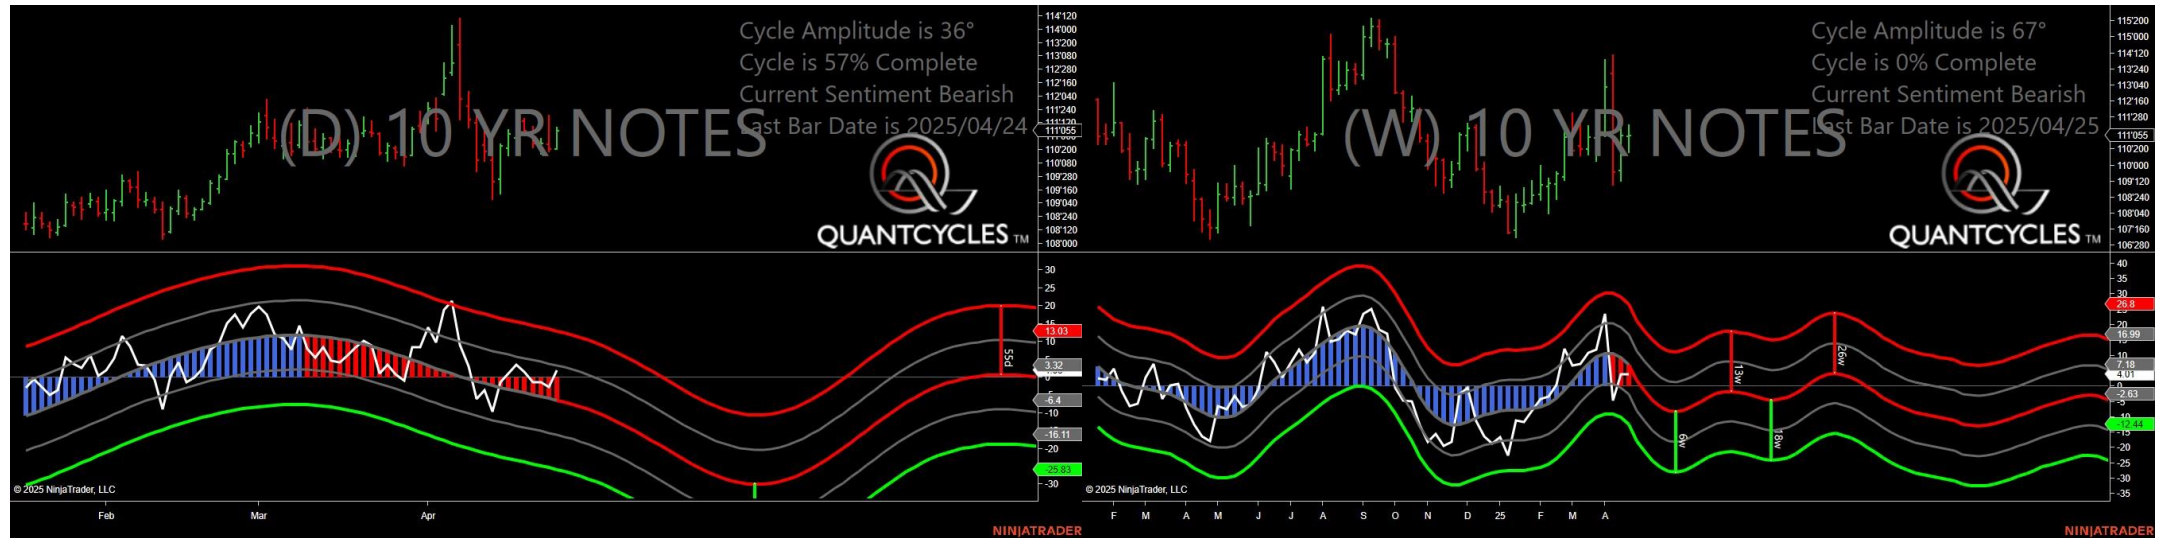 Cycle Amplitude is 36°
Cycle is 57% Complete
Current Sentiment Bearish
Last Bar Date is 2025/04/24
(D) 10 YR NOTES
QUANTCYCLES TM
114'120
114'000
113'200
113'080
112'280
112'160
112'040
111'240
111'120
111'055
110'200
110'080
109'280
109'160
109'040
108'240
108'120
108'000
30
20
13.03
10
5
3.32
0
-6.4
-10
-16.11
-20
-25.83
-30
55d
© 2025 NinjaTrader, LLC
Feb
Mar
Apr
NINJATRADER
Cycle Amplitude is 67°
Cycle is 0% Complete
Current Sentiment Bearish
Last Bar Date is 2025/04/25
(W) 10 YR NOTES
QUANTCYCLES TM
115'200
115'000
114'120
113'240
113'040
112'160
111'280
111'055
110'200
110'000
109'120
108'240
108'040
107'160
106'280
40
35
30
26.8
20
16.99
10
7.18
4.01
-2.63
-5
-12.44
-15
-20
-25
-30
-35
6w
13w
18w
26w
© 2025 NinjaTrader, LLC
F
M
A
M
J
J
A
S
O
N
D
25
F
M
A
NINJATRADER